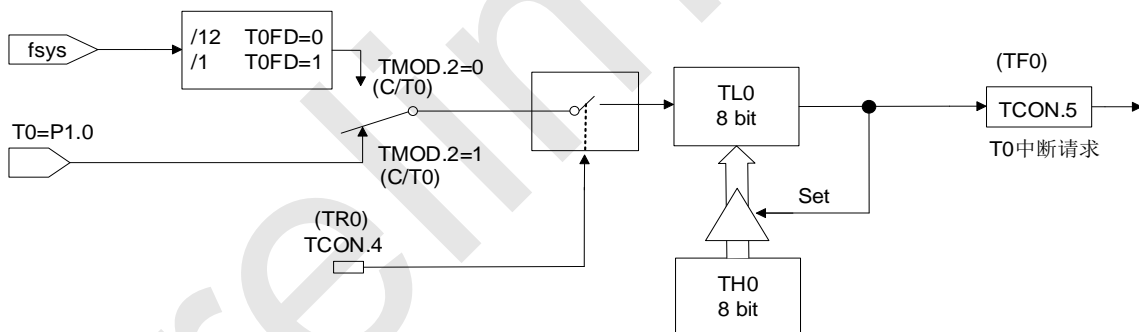 fsys
/12 T0FD=0
/1 T0FD=1
TMOD.2=0
(C/T0)
T0=P1.0
TMOD.2=1
(C/T0)
(TR0)
TCON.4
TL0
8 bit
Set
TH0
8 bit
(TF0)
TCON.5
T0中断请求